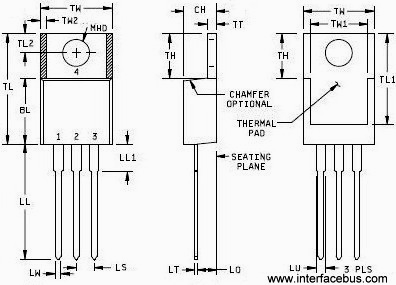 TW
TW2
MHD
TL2
TL
BL
4
1 2 3
LL1
LL
LW
LS
CH
TT
TH
CHAMFER
OPTIONAL
SEATING
PLANE
LT
LO
TW
TW1
TH
TL1
THERMAL
PAD
LU
3 PLS
www.interfacebus.com